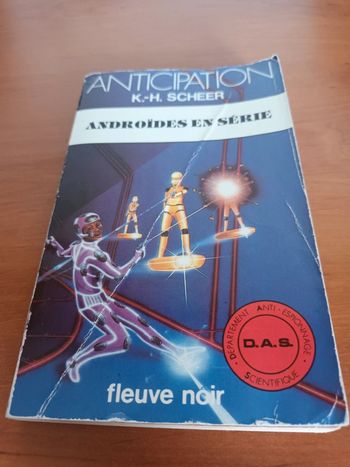 ANTICIPATION
K.-H. SCHEER
ANDROÏDES EN SÉRIE
DÉPARTEMENT ANTI-ESPIONNAGE SCIENTIFIQUE
D.A.S.
fleuve noir